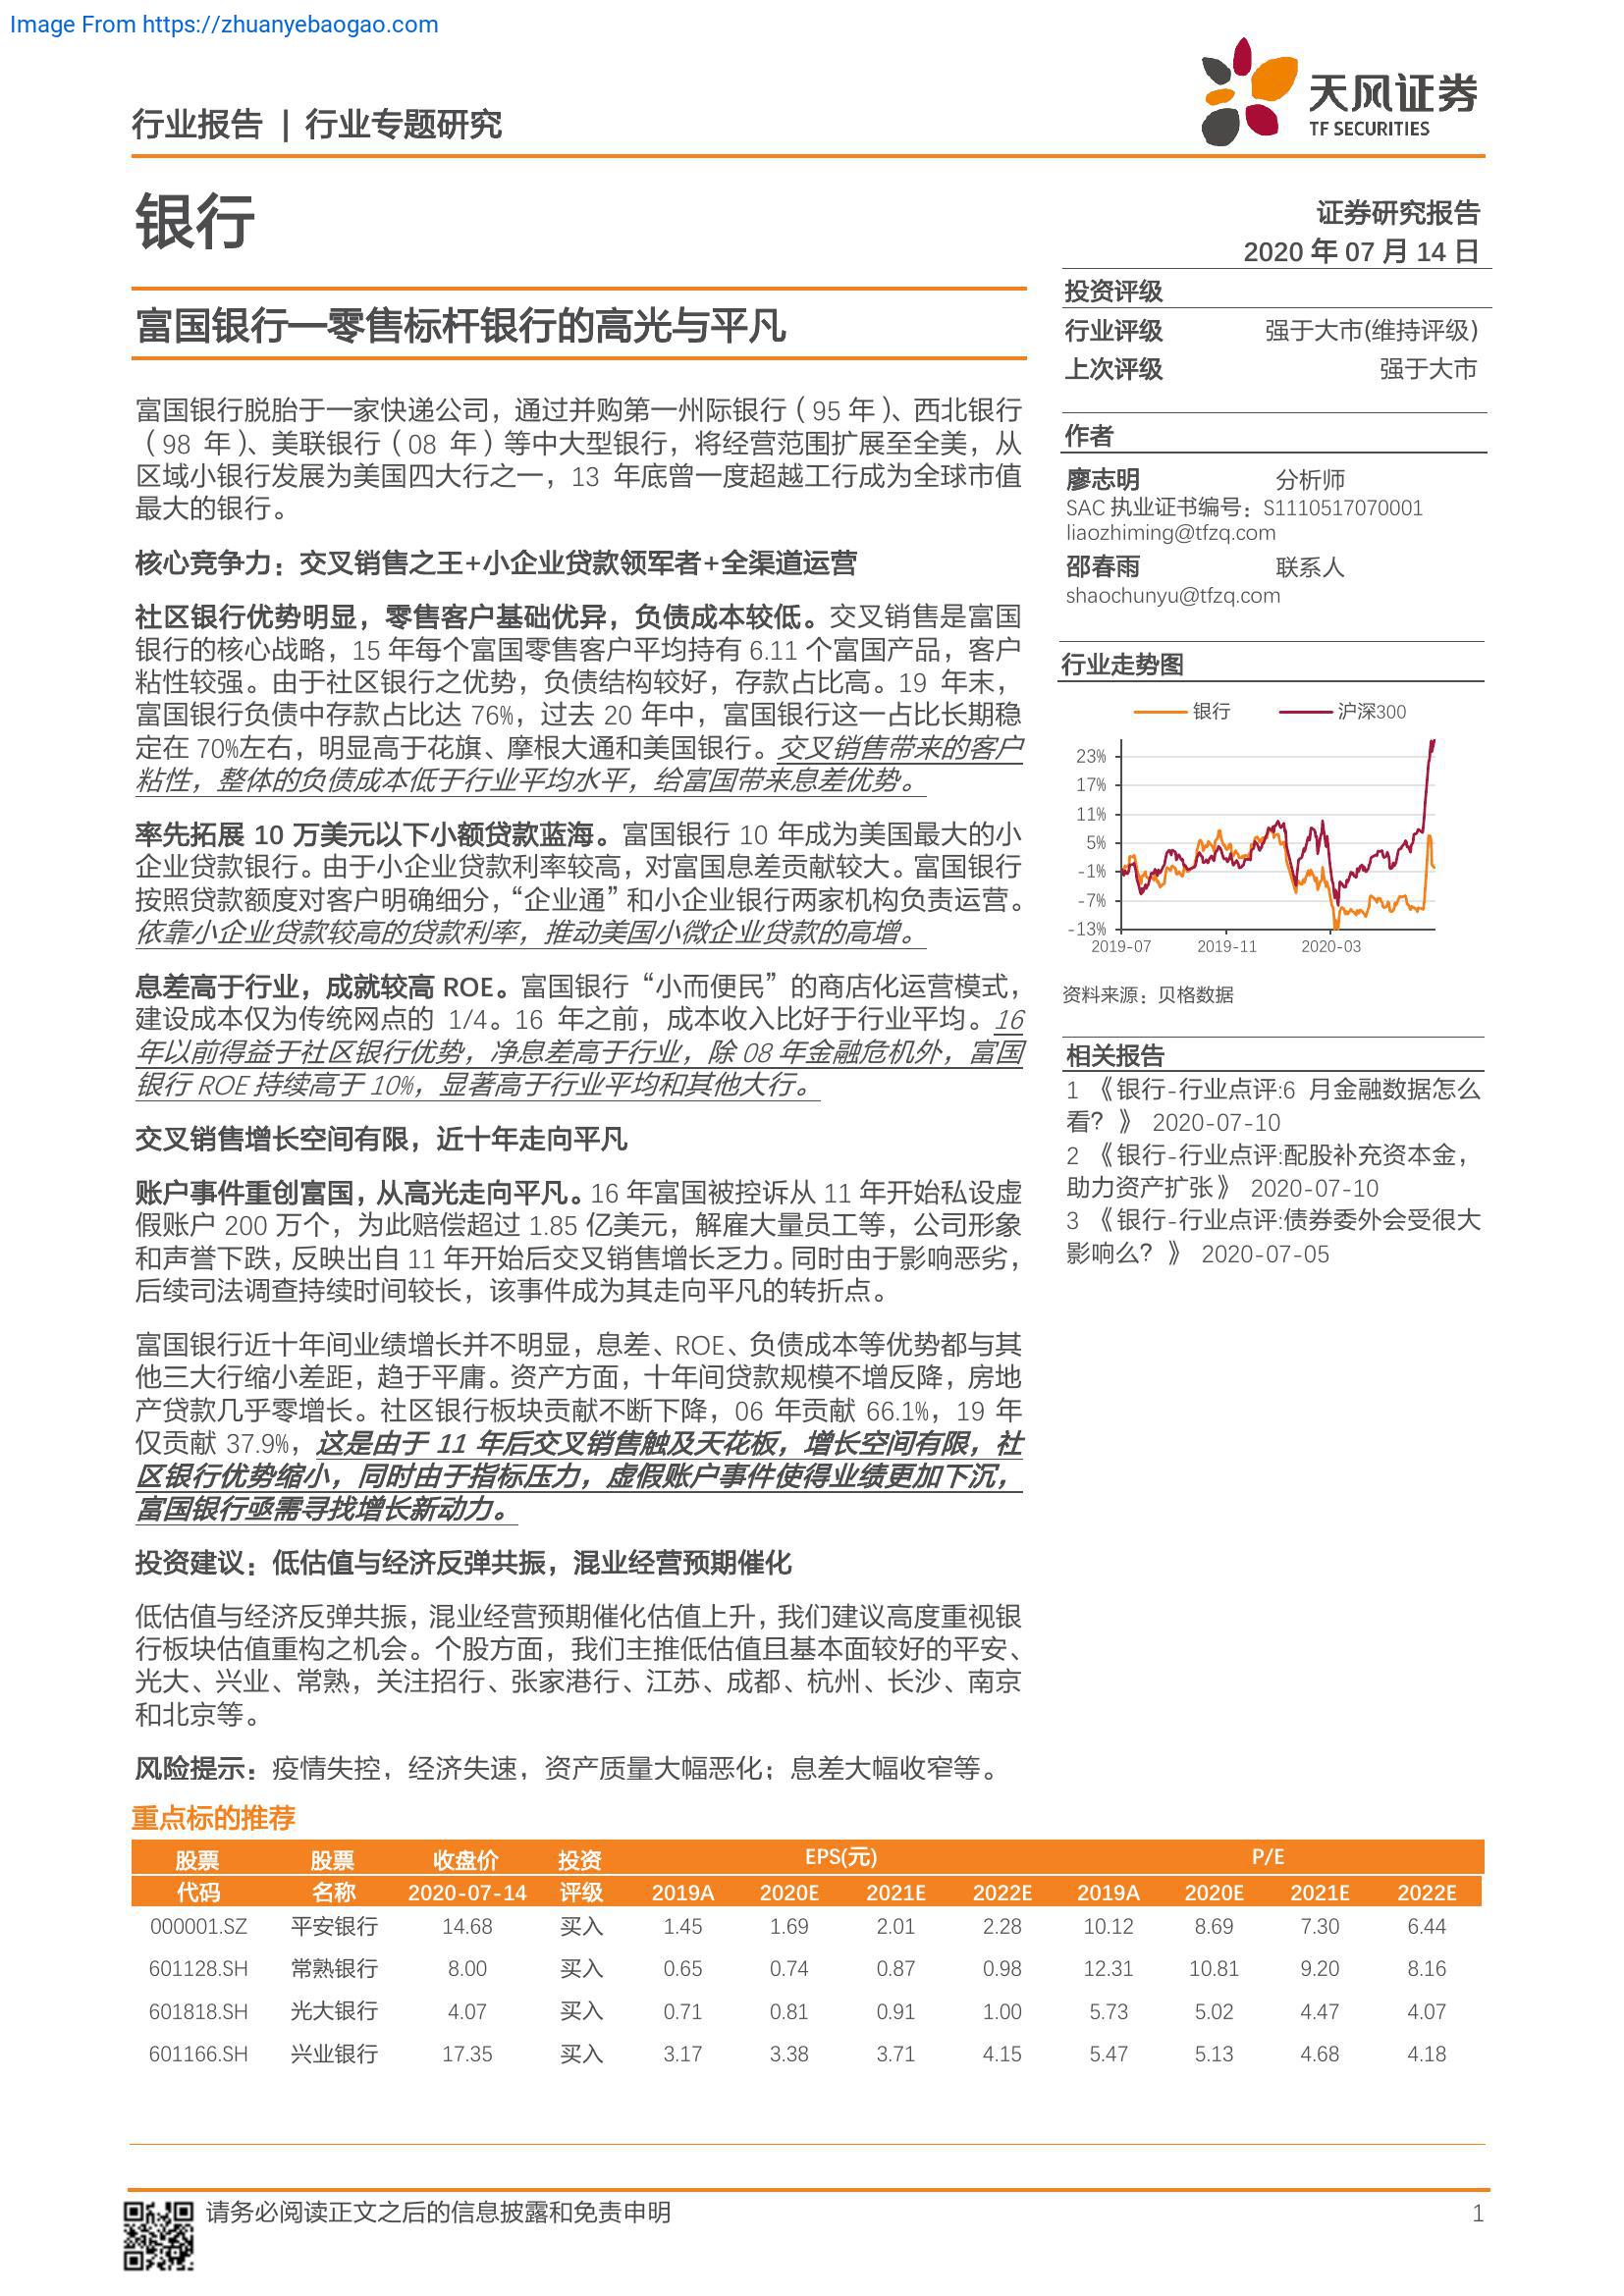 Image From https://zhuanyebaogao.com
天风证券
TF SECURITIES
行业报告 | 行业专题研究
银行
证券研究报告
2020 年 07 月 14 日
富国银行—零售标杆银行的高光与平凡
富国银行脱胎于一家快递公司，通过并购第一州际银行（95 年）、西北银行
（98 年）、美联银行（08 年）等中大型银行，将经营范围扩展至全美，从
区域小银行发展为美国四大行之一，13 年底曾一度超越工行成为全球市值
最大的银行。
核心竞争力：交叉销售之王+小企业贷款领军者+全渠道运营
社区银行优势明显，零售客户基础优异，负债成本较低。交叉销售是富国
银行的核心战略，15 年每个富国零售客户平均持有 6.11 个富国产品，客户
粘性较强。由于社区银行之优势，负债结构较好，存款占比高。19 年末，
富国银行负债中存款占比达 76%，过去 20 年中，富国银行这一占比长期稳
定在 70%左右，明显高于花旗、摩根大通和美国银行。交叉销售带来的客户
粘性，整体的负债成本低于行业平均水平，给富国带来息差优势。
率先拓展 10 万美元以下小额贷款蓝海。富国银行 10 年成为美国最大的小
企业贷款银行。由于小企业贷款利率较高，对富国息差贡献较大。富国银行
按照贷款额度对客户明确细分，“企业通”和小企业银行两家机构负责运营。
依靠小企业贷款较高的贷款利率，推动美国小微企业贷款的高增。
息差高于行业，成就较高 ROE。富国银行“小而便民”的商店化运营模式，
建设成本仅为传统网点的 1/4。16 年之前，成本收入比好于行业平均。16
年以前得益于社区银行优势，净息差高于行业，除 08 年金融危机外，富国
银行 ROE 持续高于 10%，显著高于行业平均和其他大行。
交叉销售增长空间有限，近十年走向平凡
账户事件重创富国，从高光走向平凡。16 年富国被控诉从 11 年开始私设虚
假账户 200 万个，为此赔偿超过 1.85 亿美元，解雇大量员工等，公司形象
和声誉下跌，反映出自 11 年开始后交叉销售增长乏力。同时由于影响恶劣，
后续司法调查持续时间较长，该事件成为其走向平凡的转折点。
富国银行近十年间业绩增长并不明显，息差、ROE、负债成本等优势都与其
他三大行缩小差距，趋于平庸。资产方面，十年间贷款规模不增反降，房地
产贷款几乎零增长。社区银行板块贡献不断下降，06 年贡献 66.1%，19 年
仅贡献 37.9%，这是由于 11 年后交叉销售触及天花板，增长空间有限，社
区银行优势缩小，同时由于指标压力，虚假账户事件使得业绩更加下沉，
富国银行亟需寻找增长新动力。
投资建议：低估值与经济反弹共振，混业经营预期催化
低估值与经济反弹共振，混业经营预期催化估值上升，我们建议高度重视银
行板块估值重构之机会。个股方面，我们主推低估值且基本面较好的平安、
光大、兴业、常熟，关注招行、张家港行、江苏、成都、杭州、长沙、南京
和北京等。
风险提示：疫情失控，经济失速，资产质量大幅恶化；息差大幅收窄等。
投资评级
行业评级 强于大市(维持评级)
上次评级 强于大市
作者
廖志明 分析师
SAC 执业证书编号：S1110517070001
liaozhiming@tfzq.com
邵春雨 联系人
shaochunyu@tfzq.com
行业走势图
银行 沪深300
23%
17%
11%
5%
-1%
-7%
-13%
2019-07 2019-11 2020-03
资料来源：贝格数据
相关报告
1 《银行-行业点评:6 月金融数据怎么
看？》 2020-07-10
2 《银行-行业点评:配股补充资本金，
助力资产扩张》 2020-07-10
3 《银行-行业点评:债券委外会受很大
影响么？》 2020-07-05
重点标的推荐
股票 股票 收盘价 投资 EPS(元) P/E
代码 名称 2020-07-14 评级 2019A 2020E 2021E 2022E 2019A 2020E 2021E 2022E
000001.SZ 平安银行 14.68 买入 1.45 1.69 2.01 2.28 10.12 8.69 7.30 6.44
601128.SH 常熟银行 8.00 买入 0.65 0.74 0.87 0.98 12.31 10.81 9.20 8.16
601818.SH 光大银行 4.07 买入 0.71 0.81 0.91 1.00 5.73 5.02 4.47 4.07
601166.SH 兴业银行 17.35 买入 3.17 3.38 3.71 4.15 5.47 5.13 4.68 4.18
请务必阅读正文之后的信息披露和免责申明 1